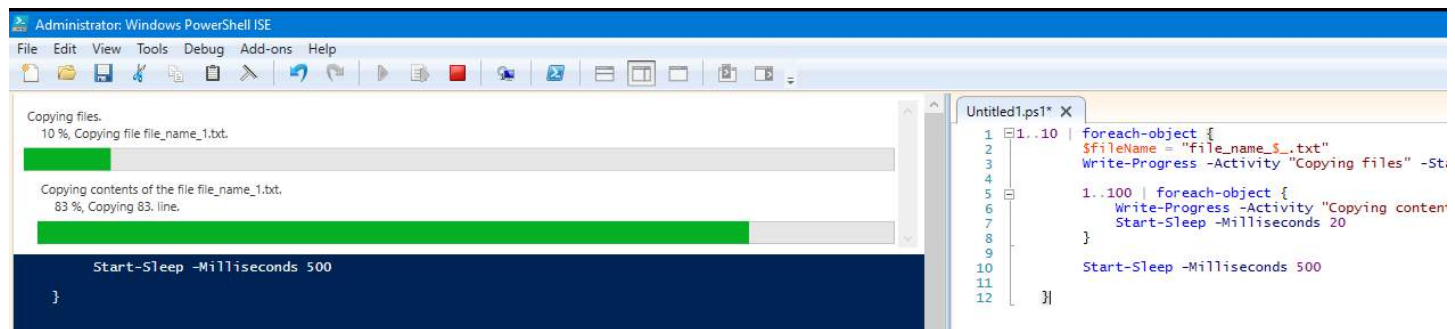 Administrator: Windows PowerShell ISE
File Edit View Tools Debug Add-ons Help
Copying files.
10 %, Copying file file_name_1.txt.
Copying contents of the file file_name_1.txt.
83 %, Copying 83. line.
Start-Sleep -Milliseconds 500
}
Untitled1.ps1* X
1 1..10 | foreach-object {
2 $fileName = "file_name_$_.txt"
3 Write-Progress -Activity "Copying files" -Sta
4
5 1..100 | foreach-object {
6 Write-Progress -Activity "Copying conten
7 Start-Sleep -Milliseconds 20
8 }
9
10 Start-Sleep -Milliseconds 500
11
12 }